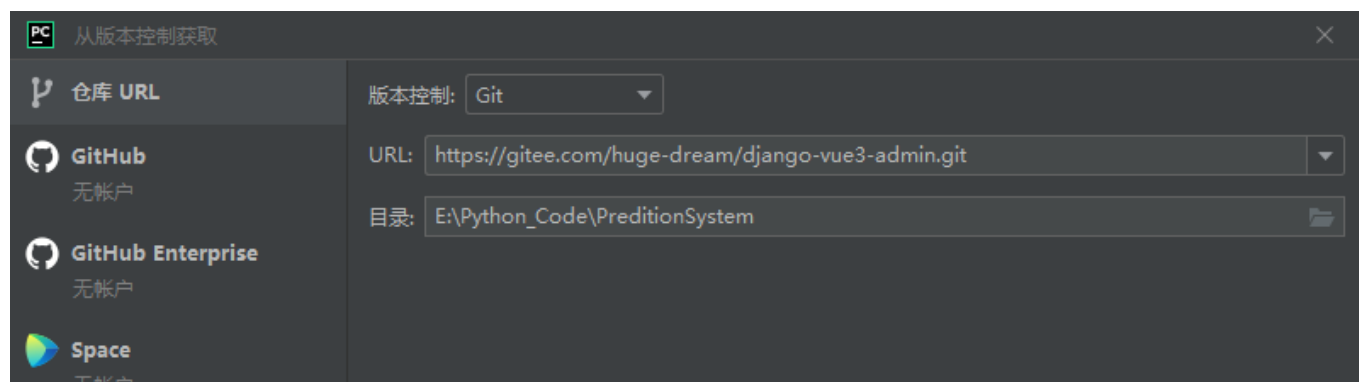 PC 从版本控制获取
仓库 URL
版本控制: Git
URL: https://gitee.com/huge-dream/django-vue3-admin.git
GitHub
无帐户
目录: E:\Python_Code\PreditionSystem
GitHub Enterprise
无帐户
Space